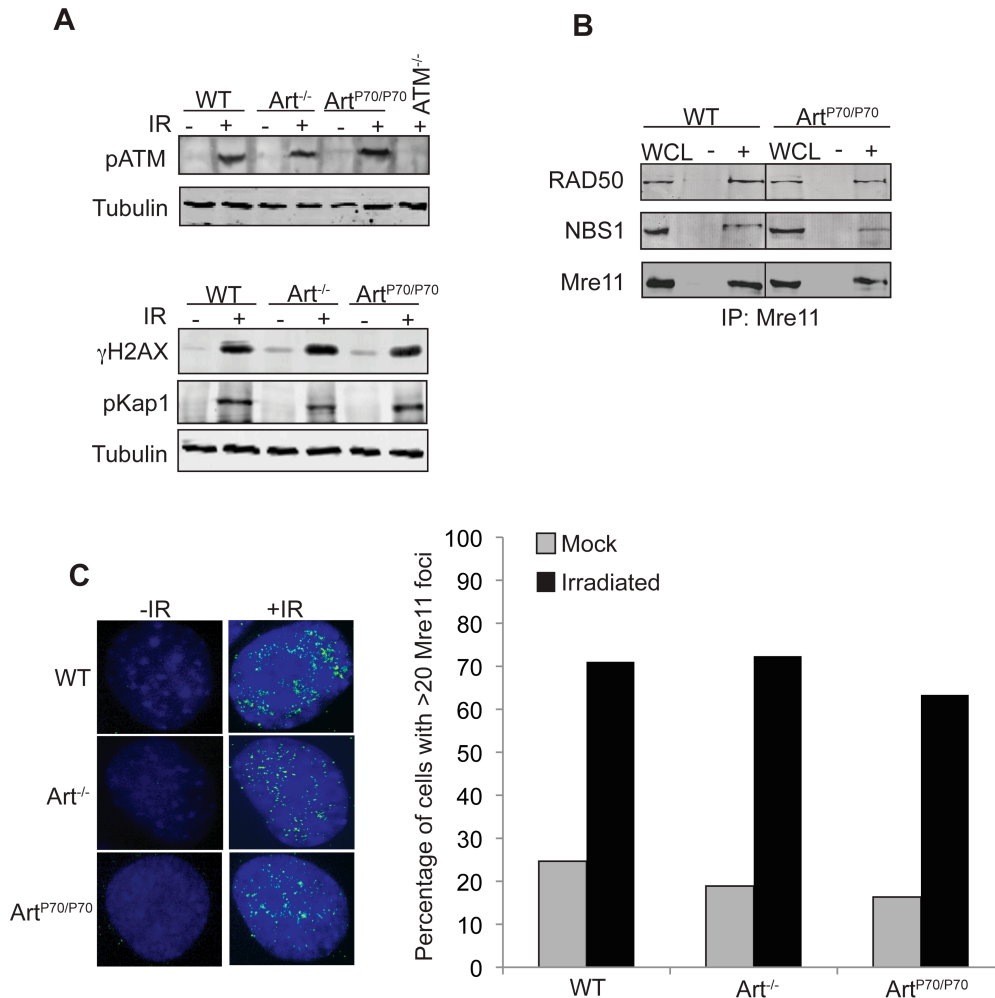 A
WT Art-/- ArtP70/P70 ATM-/-
IR - + - + - + +
pATM
Tubulin
WT Art-/- ArtP70/P70
IR - + - + - +
γH2AX
pKap1
Tubulin
B
WT ArtP70/P70
WCL - + WCL - +
RAD50
NBS1
Mre11
IP: Mre11
C
-IR +IR
WT
Art-/-
ArtP70/P70
Percentage of cells with >20 Mre11 foci
100
90
80
70
60
50
40
30
20
10
0
Mock
Irradiated
WT Art-/- ArtP70/P70